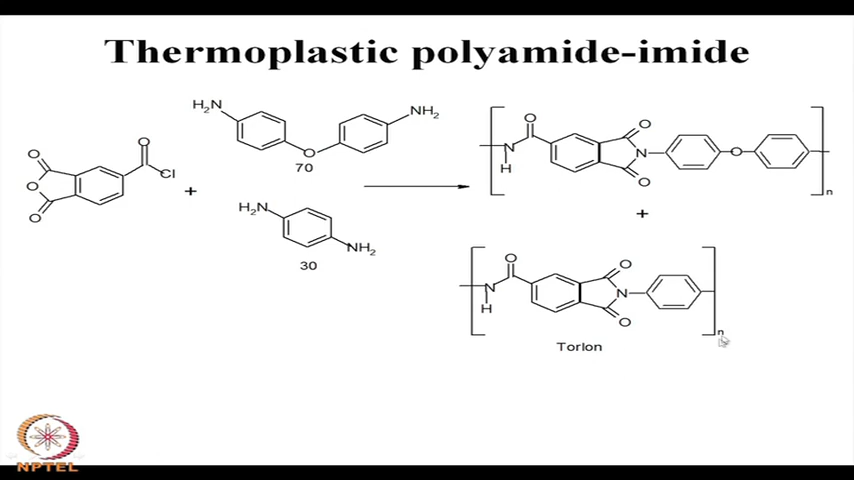 Thermoplastic polyamide-imide
H₂N
NH₂
O
70
O
O
O
O
Cl
+
H₂N
NH₂
30
N
H
O
O
N
O
O
n
+
N
H
O
O
N
O
n
Torlon
NPTEL